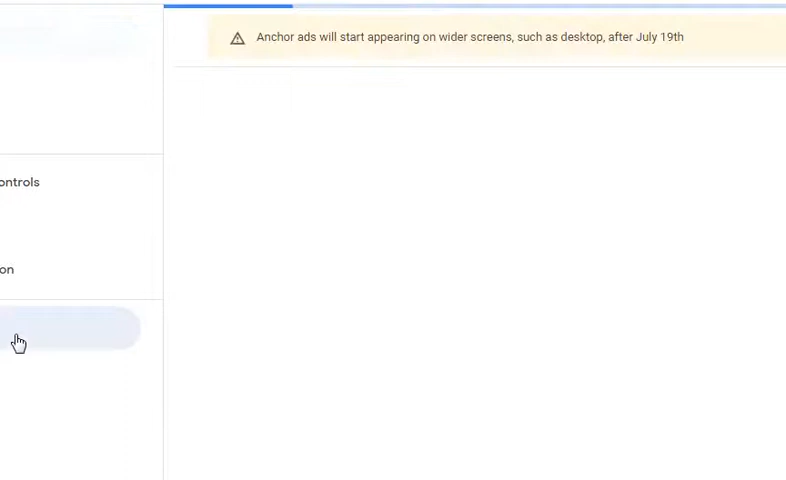 Anchor ads will start appearing on wider screens, such as desktop, after July 19th
ontrols
on